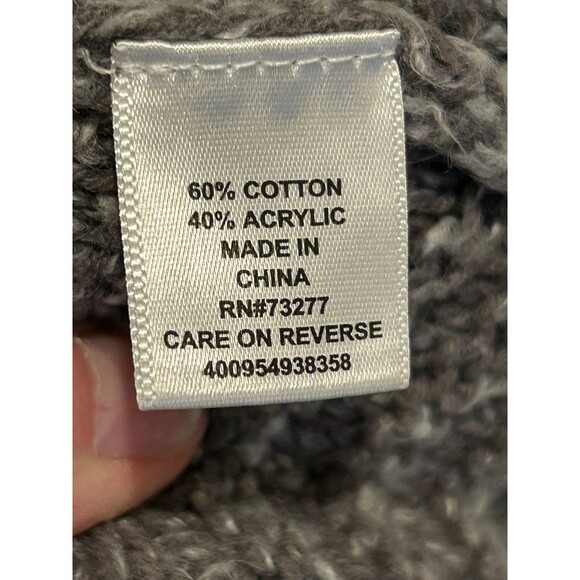 60% COTTON
40% ACRYLIC
MADE IN
CHINA
RN#73277
CARE ON REVERSE
400954938358